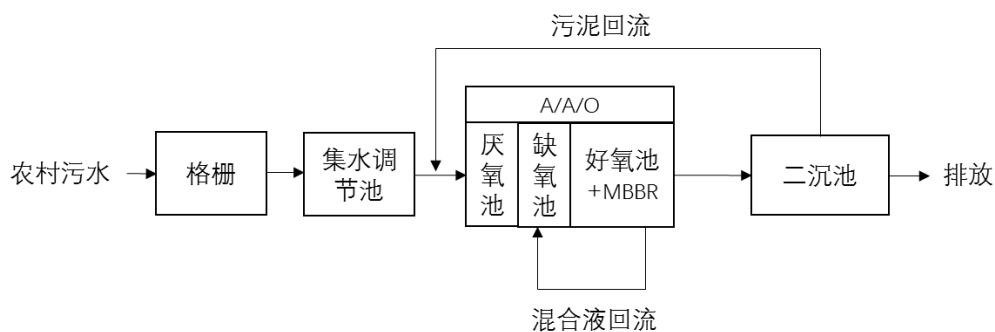 污泥回流
A/A/O
农村污水
格栅
集水调
节池
厌
氧
池
缺
氧
池
好氧池
+MBBR
二沉池
排放
混合液回流